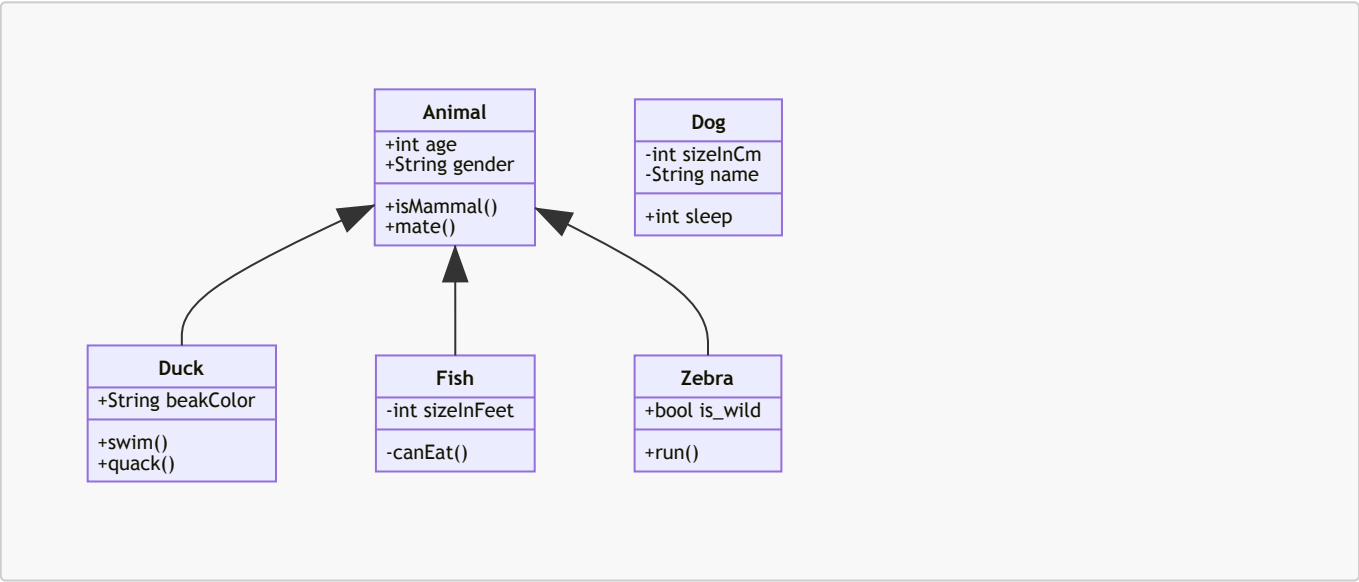 Animal
+int age
+String gender
+isMammal()
+mate()
Dog
-int sizeInCm
-String name
+int sleep
Duck
+String beakColor
+swim()
+quack()
Fish
-int sizeInFeet
-canEat()
Zebra
+bool is_wild
+run()